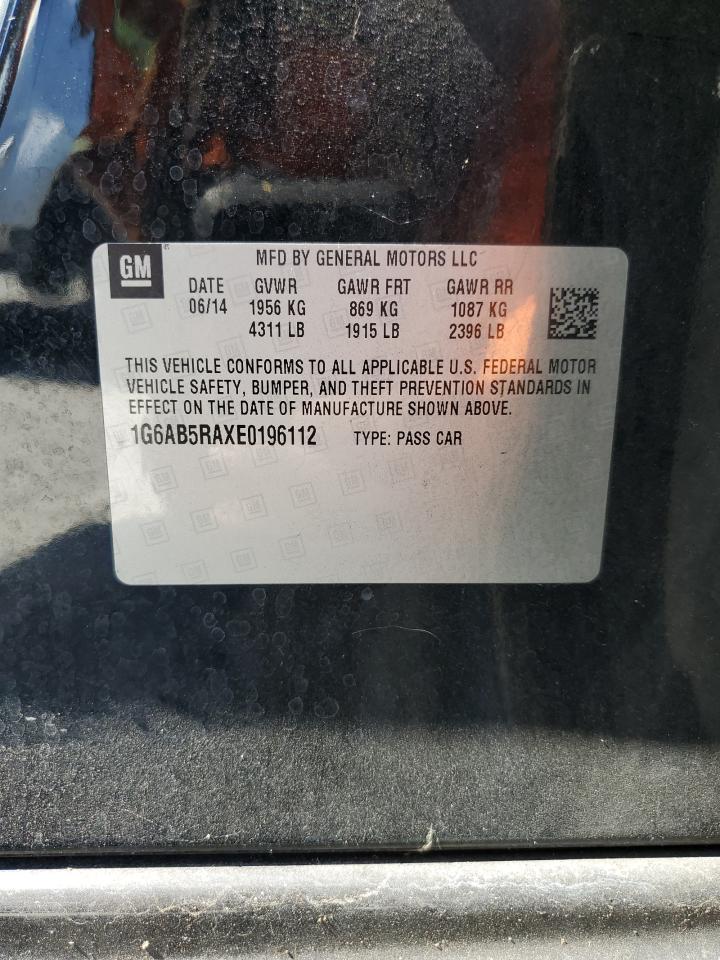 GM
MFD BY GENERAL MOTORS LLC
DATE GVWR GAWR FRT GAWR RR
06/14 1956 KG 869 KG 1087 KG
4311 LB 1915 LB 2396 LB
THIS VEHICLE CONFORMS TO ALL APPLICABLE U.S. FEDERAL MOTOR
VEHICLE SAFETY, BUMPER, AND THEFT PREVENTION STANDARDS IN
EFFECT ON THE DATE OF MANUFACTURE SHOWN ABOVE.
1G6AB5RAXE0196112 TYPE: PASS CAR